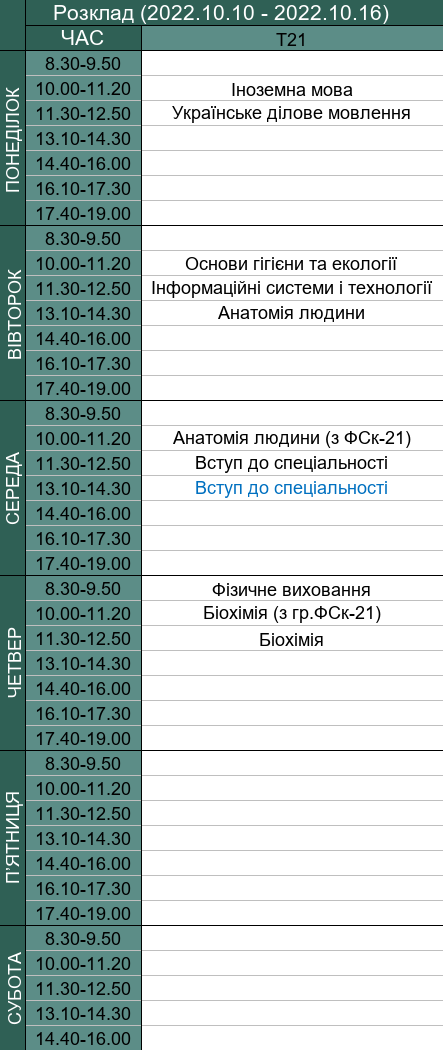 Розклад (2022.10.10 - 2022.10.16)
ЧАС Т21
ПОНЕДІЛОК
8.30-9.50
10.00-11.20 Іноземна мова
11.30-12.50 Українське ділове мовлення
13.10-14.30
14.40-16.00
16.10-17.30
17.40-19.00
ВІВТОРОК
8.30-9.50
10.00-11.20 Основи гігієни та екології
11.30-12.50 Інформаційні системи і технології
13.10-14.30 Анатомія людини
14.40-16.00
16.10-17.30
17.40-19.00
СЕРЕДА
8.30-9.50
10.00-11.20 Анатомія людини (з ФСк-21)
11.30-12.50 Вступ до спеціальності
13.10-14.30 Вступ до спеціальності
14.40-16.00
16.10-17.30
17.40-19.00
ЧЕТВЕР
8.30-9.50 Фізичне виховання
10.00-11.20 Біохімія (з гр.ФСк-21)
11.30-12.50 Біохімія
13.10-14.30
14.40-16.00
16.10-17.30
17.40-19.00
П'ЯТНИЦЯ
8.30-9.50
10.00-11.20
11.30-12.50
13.10-14.30
14.40-16.00
16.10-17.30
17.40-19.00
СУБОТА
8.30-9.50
10.00-11.20
11.30-12.50
13.10-14.30
14.40-16.00